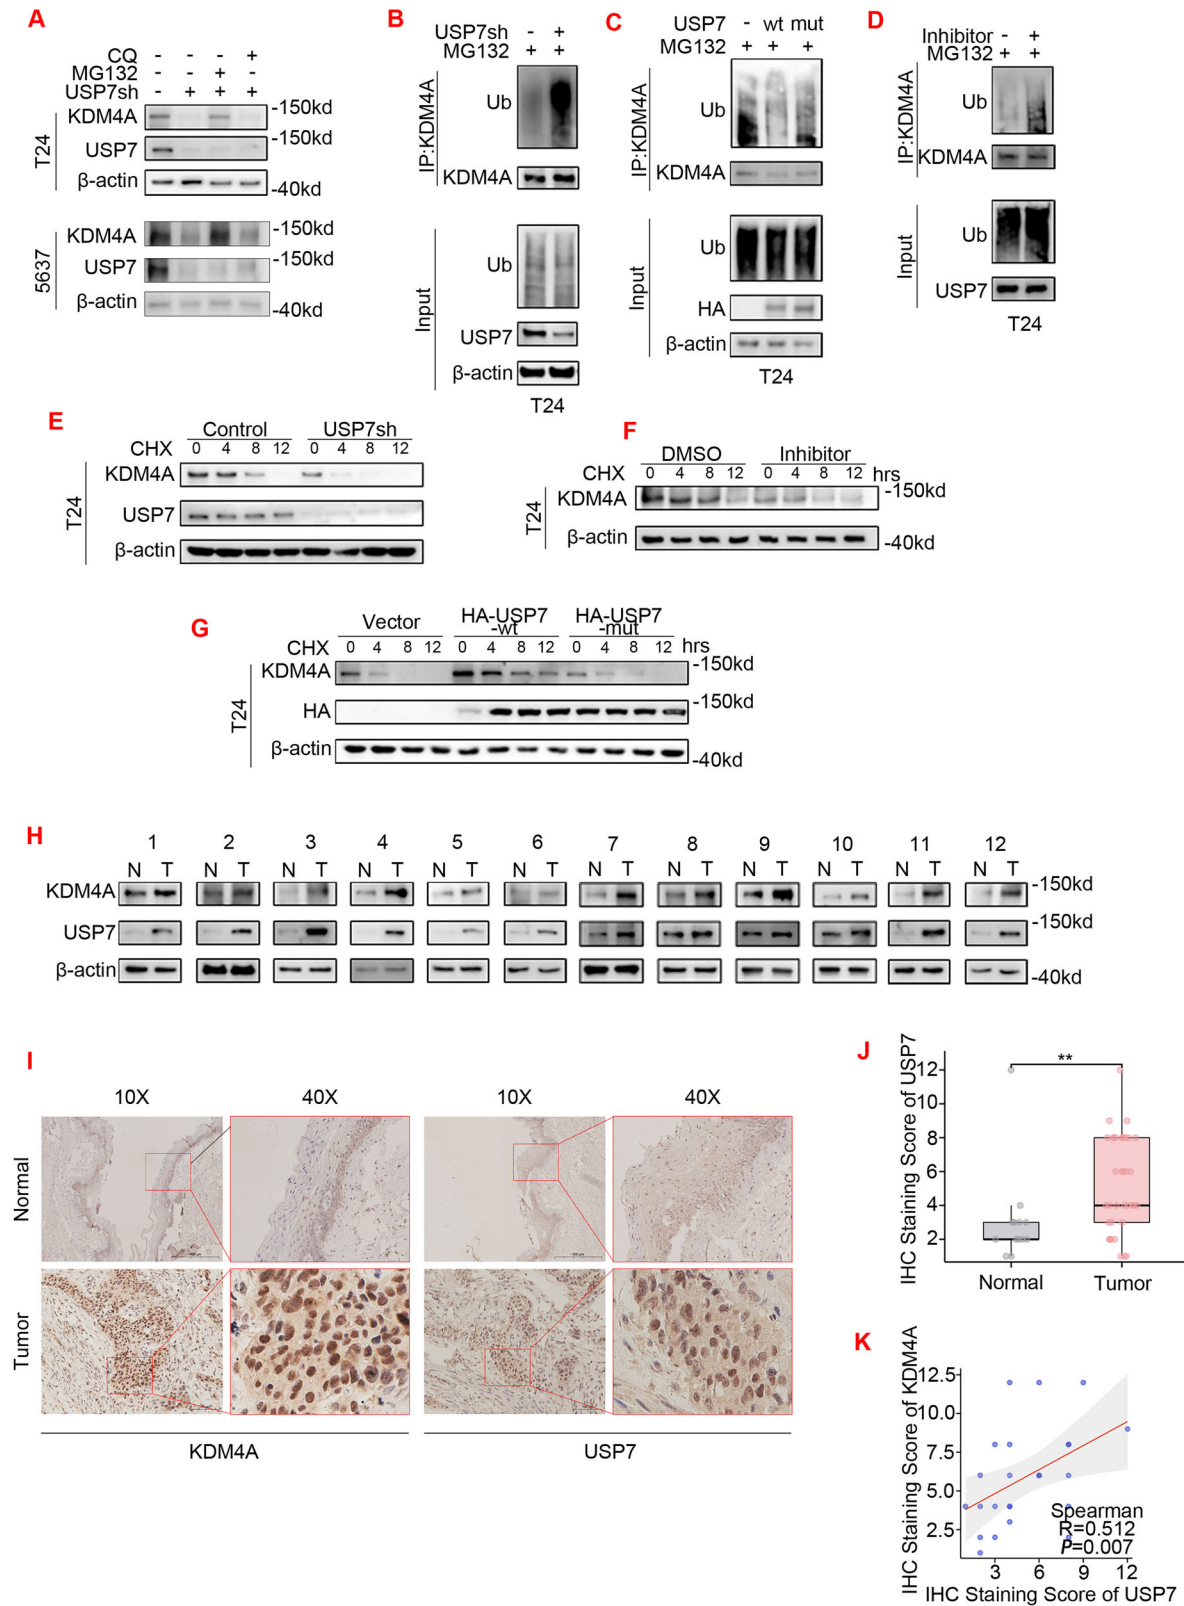 A
CQ - - - +
MG132 - - + -
USP7sh - + + +
T24
KDM4A -150kd
USP7 -150kd
β-actin -40kd
5637
KDM4A -150kd
USP7 -150kd
β-actin -40kd
B
USP7sh - +
MG132 + +
IP:KDM4A
Ub
KDM4A
Input
Ub
USP7
β-actin
T24
C
USP7 - wt mut
MG132 + + +
IP:KDM4A
Ub
KDM4A
Input
Ub
HA
β-actin
T24
D
Inhibitor - +
MG132 + +
IP:KDM4A
Ub
KDM4A
Input
Ub
USP7
T24
E
Control USP7sh
CHX 0 4 8 12 0 4 8 12
T24
KDM4A
USP7
β-actin
F
DMSO Inhibitor
CHX 0 4 8 12 0 4 8 12 hrs
T24
KDM4A -150kd
β-actin -40kd
G
Vector HA-USP7 -wt HA-USP7 -mut
CHX 0 4 8 12 0 4 8 12 0 4 8 12 hrs
T24
KDM4A -150kd
HA -150kd
β-actin -40kd
H
1 2 3 4 5 6 7 8 9 10 11 12
N T N T N T N T N T N T N T N T N T N T N T N T
KDM4A -150kd
USP7 -150kd
β-actin -40kd
I
10X 40X 10X 40X
Normal
Tumor
KDM4A USP7
J
IHC Staining Score of USP7
**
12
10
8
6
4
2
Normal Tumor
K
IHC Staining Score of KDM4A
12.5
10.0
7.5
5.0
2.5
Spearman
R=0.512
P=0.007
3 6 9 12
IHC Staining Score of USP7